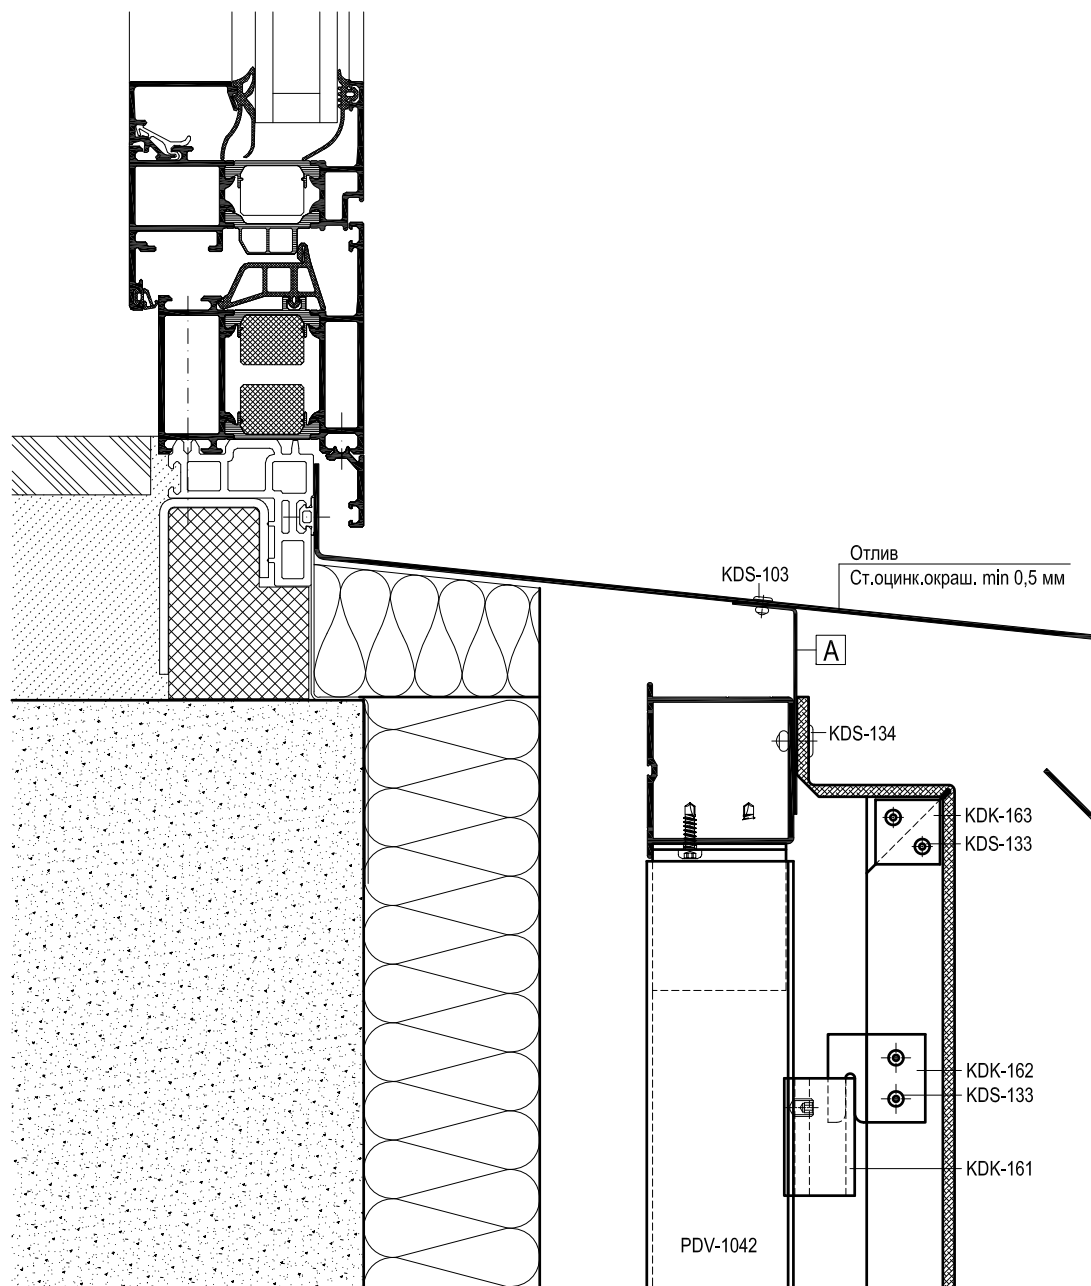 Отлив
Ст.оцинк.окраш. min 0,5 мм
KDS-103
A
KDS-134
KDK-163
KDS-133
KDK-162
KDS-133
KDK-161
PDV-1042